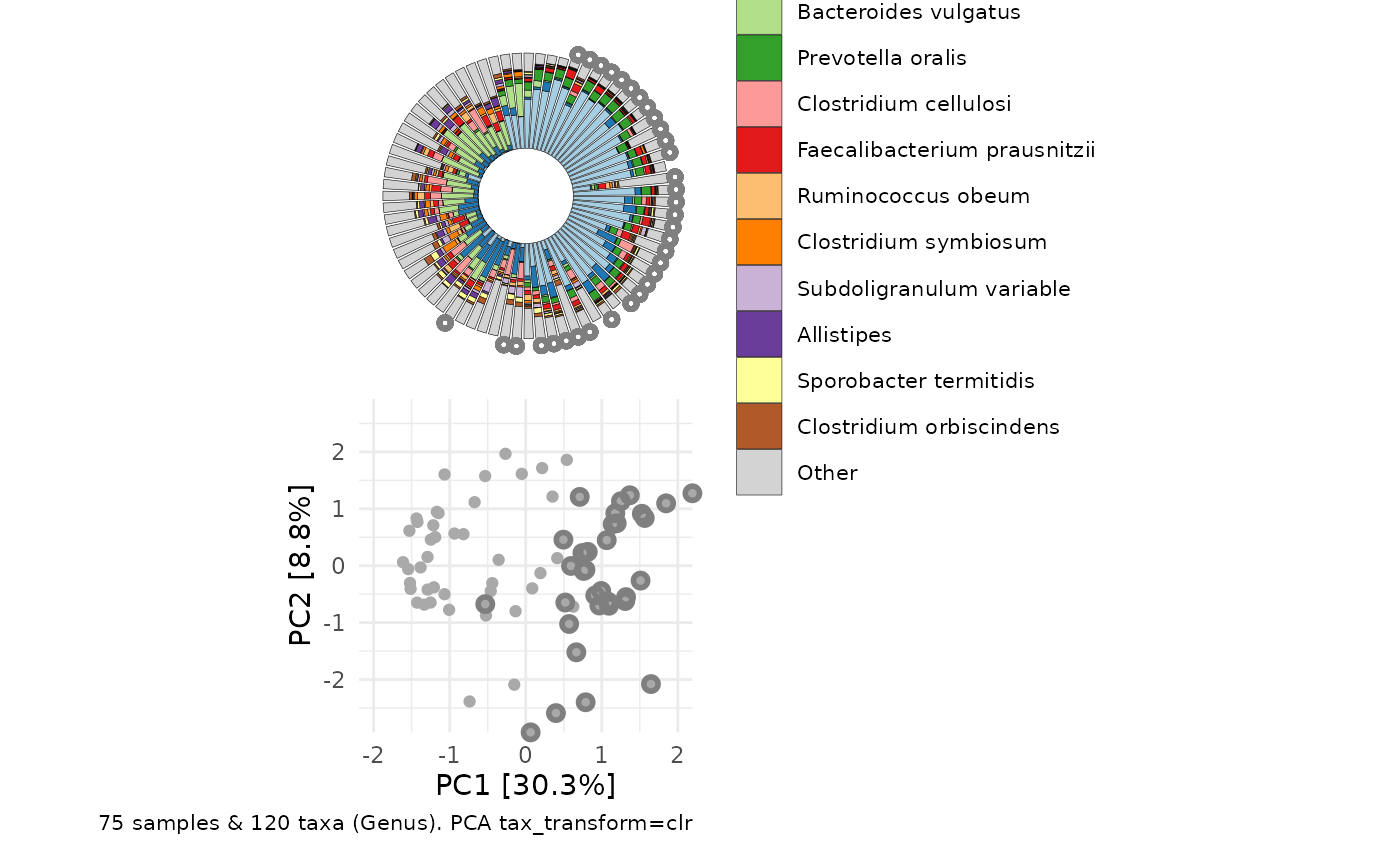 Bacteroides vulgatus
Prevotella oralis
Clostridium cellulosi
Faecalibacterium prausnitzii
Ruminococcus obeum
Clostridium symbiosum
Subdoligranulum variable
Allistipes
Sporobacter termitidis
Clostridium orbiscindens
Other
PC2 [8.8%]
2
1
0
-1
-2
-2 -1 0 1 2
PC1 [30.3%]
75 samples & 120 taxa (Genus). PCA tax_transform=clr